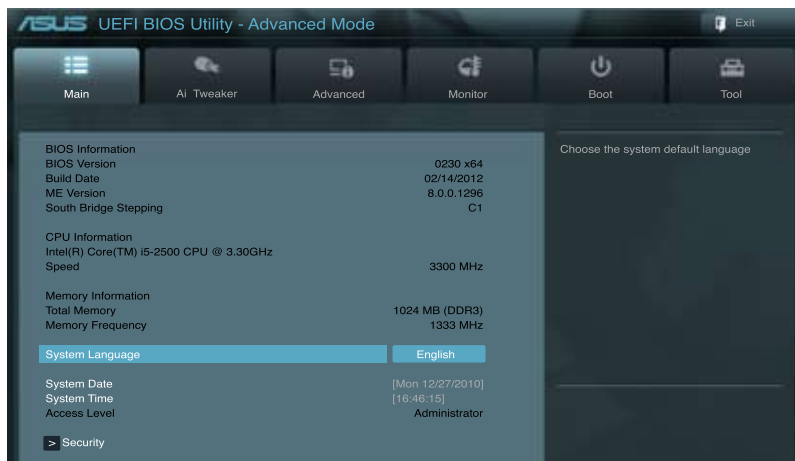 ASUS UEFI BIOS Utility - Advanced Mode
Exit
Main
Ai Tweaker
Advanced
Monitor
Boot
Tool
BIOS Information
BIOS Version 0230 x64
Build Date 02/14/2012
ME Version 8.0.0.1296
South Bridge Stepping C1
CPU Information
Intel(R) Core(TM) i5-2500 CPU @ 3.30GHz
Speed 3300 MHz
Memory Information
Total Memory 1024 MB (DDR3)
Memory Frequency 1333 MHz
System Language English
System Date [Mon 12/27/2010]
System Time [16:46:15]
Access Level Administrator
> Security
Choose the system default language